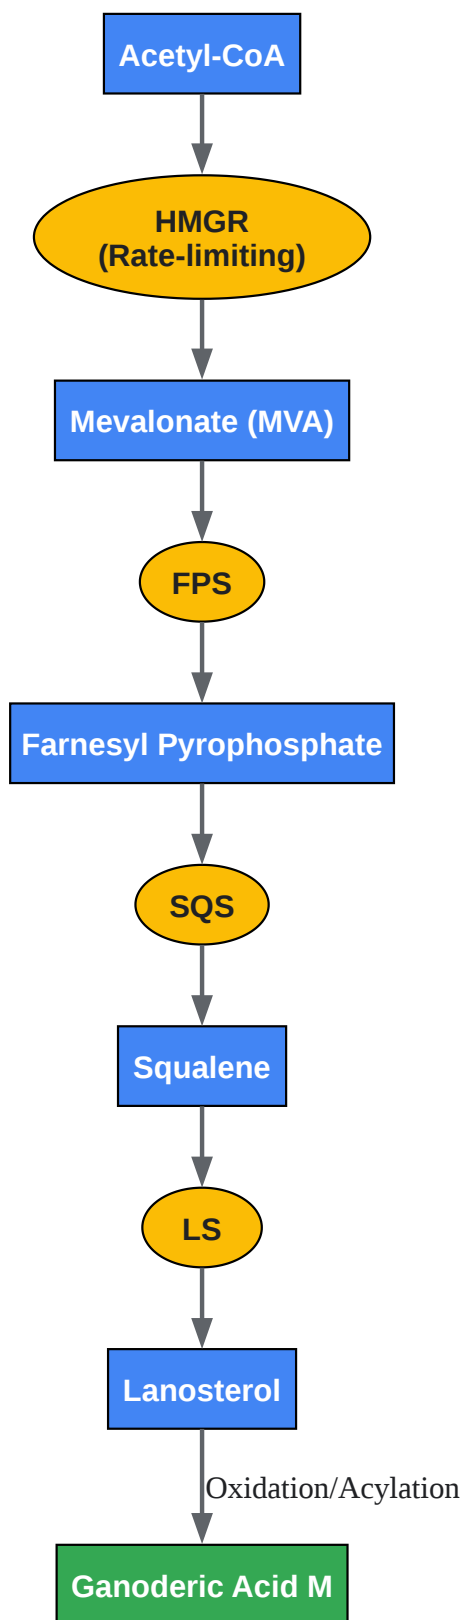 Acetyl-CoA
HMGR
(Rate-limiting)
Mevalonate (MVA)
FPS
Farnesyl Pyrophosphate
SQS
Squalene
LS
Lanosterol
Oxidation/Acylation
Ganoderic Acid M